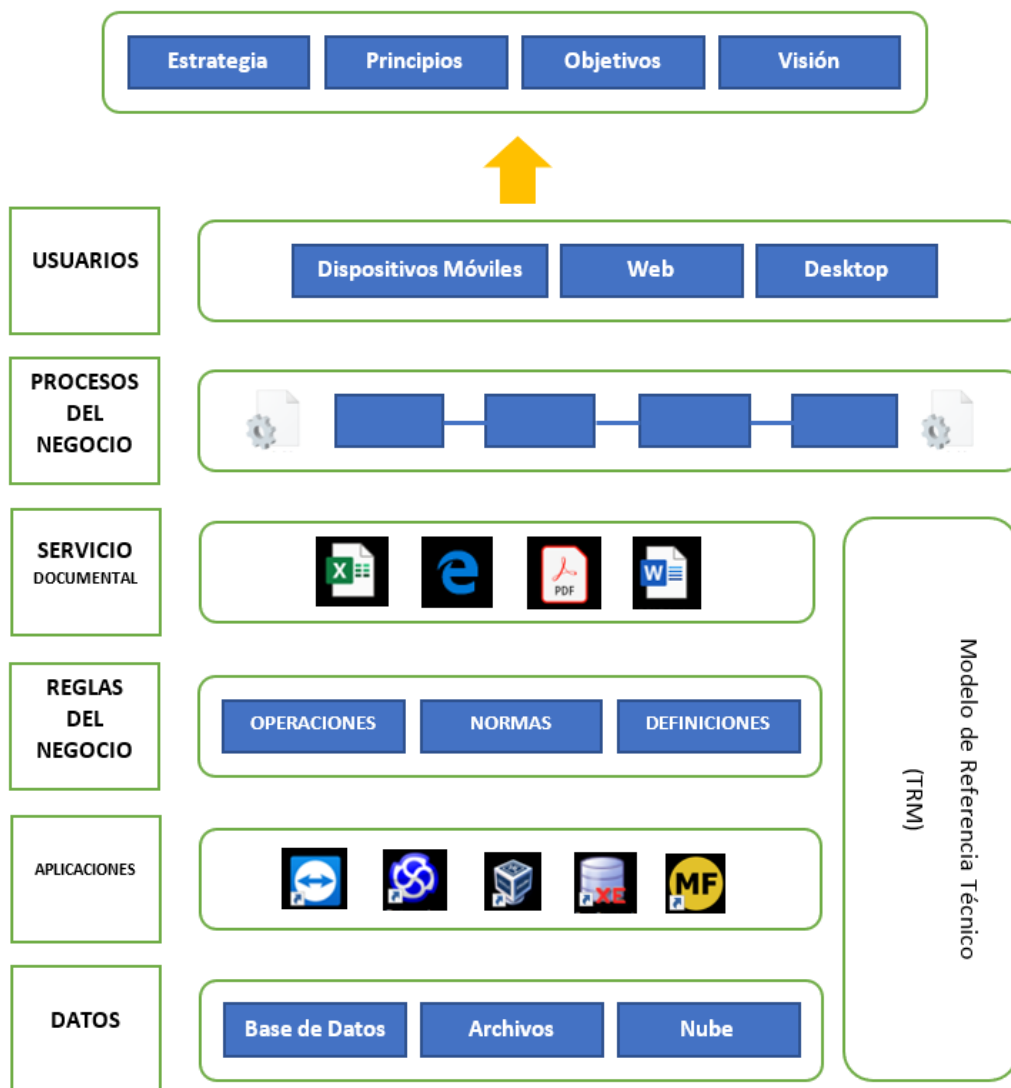 Estrategia
Principios
Objetivos
Visión
USUARIOS
Dispositivos Móviles
Web
Desktop
PROCESOS
DEL
NEGOCIO
SERVICIO
DOCUMENTAL
X
e
PDF
W
Modelo de Referencia Técnico
(TRM)
REGLAS
DEL
NEGOCIO
OPERACIONES
NORMAS
DEFINICIONES
APLICACIONES
XE
MF
DATOS
Base de Datos
Archivos
Nube